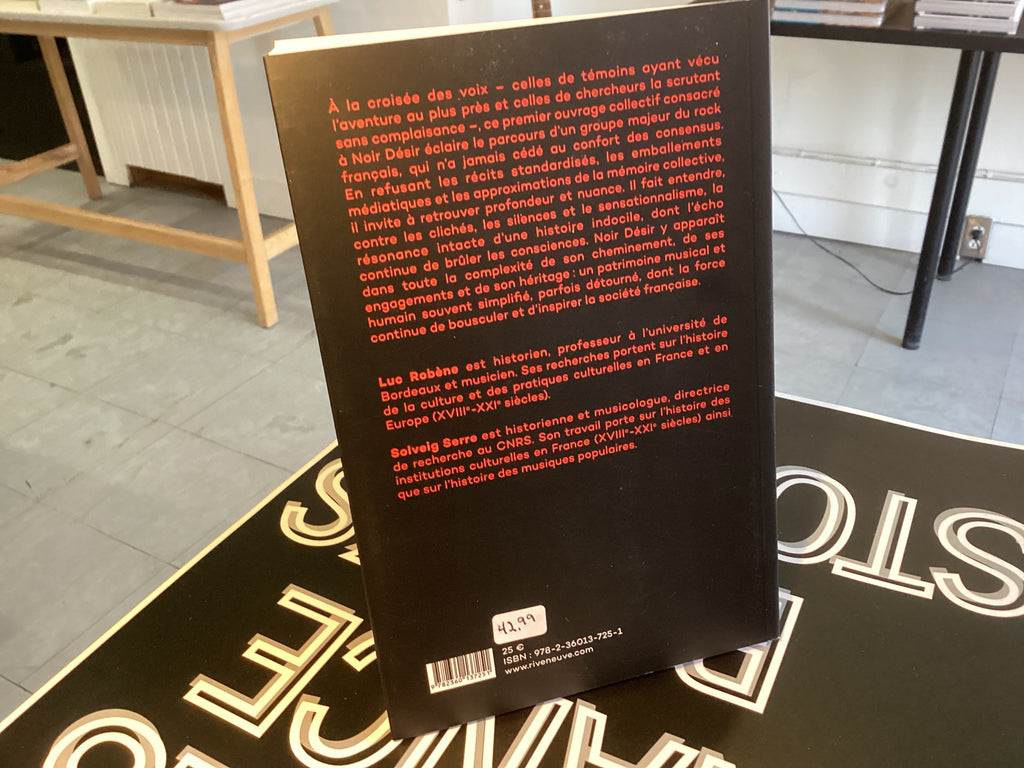 À la croisée des voix – celles de témoins ayant vécu
l'aventure au plus près et celles de chercheurs la scrutant
sans complaisance –, ce premier ouvrage collectif consacré
à Noir Désir éclaire le parcours d'un groupe majeur du rock
français, qui n'a jamais cédé au confort des consensus.
En refusant les récits standardisés, les emballements
médiatiques et les approximations de la mémoire collective,
il invite à retrouver profondeur et nuance. Il fait entendre,
contre les clichés, les silences et le sensationnalisme, la
résonance intacte d'une histoire indocile, dont l'écho
continue de brûler les consciences. Noir Désir y apparaît
dans toute la complexité de son cheminement, de ses
engagements et de son héritage : un patrimoine musical et
humain souvent simplifié, parfois détourné, dont la force
continue de bousculer et d'inspirer la société française.
Luc Robène est historien, professeur à l'université de
Bordeaux et musicien. Ses recherches portent sur l'histoire
de la culture et des pratiques culturelles en France et en
Europe (XVIIIe-XXIe siècles).
Solveig Serre est historienne et musicologue, directrice
de recherche au CNRS. Son travail porte sur l'histoire des
institutions culturelles en France (XVIIIe-XXIe siècles) ainsi
que sur l'histoire des musiques populaires.
42,99
25 €
ISBN : 978-2-36013-725-1
www.riveneuve.com
9 782360 137251